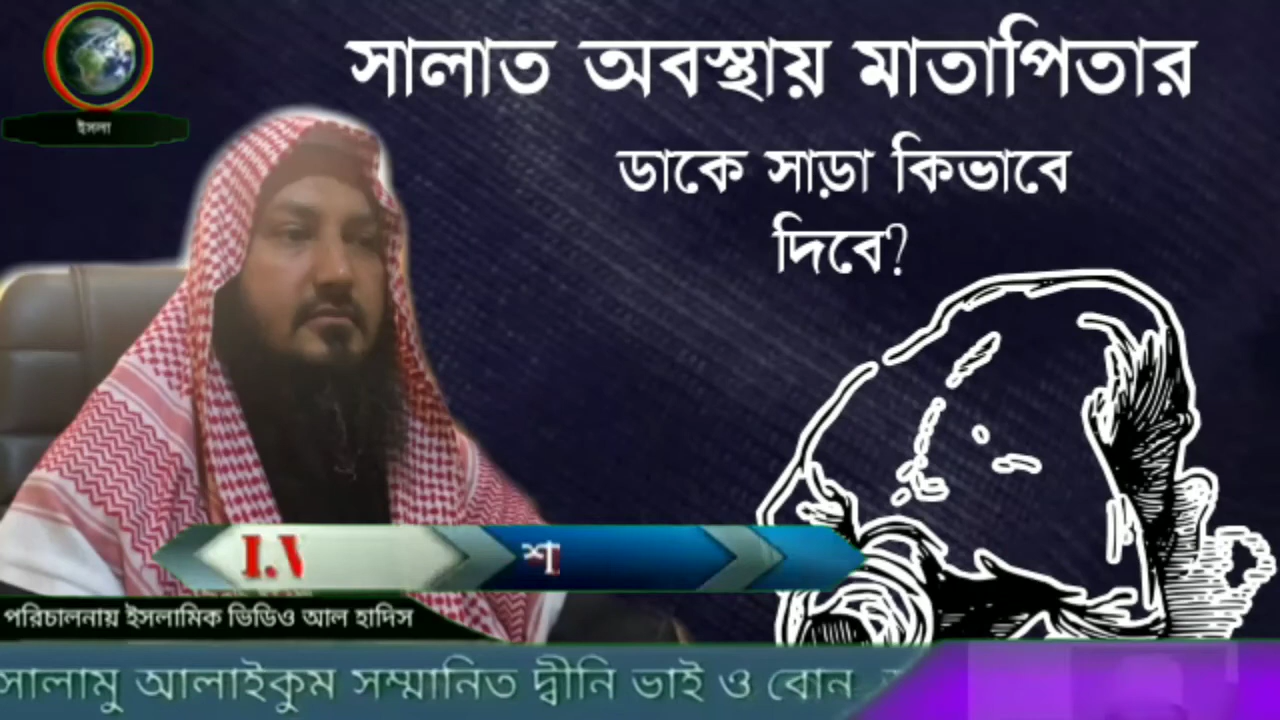 ইসলা
সালাত অবস্থায় মাতাপিতার
ডাকে সাড়া কিভাবে
দিবে?
শা
পরিচালনায় ইসলামিক ভিডিও আল হাদিস
সালামু আলাইকুম সম্মানিত দ্বীনি ভাই ও বোন